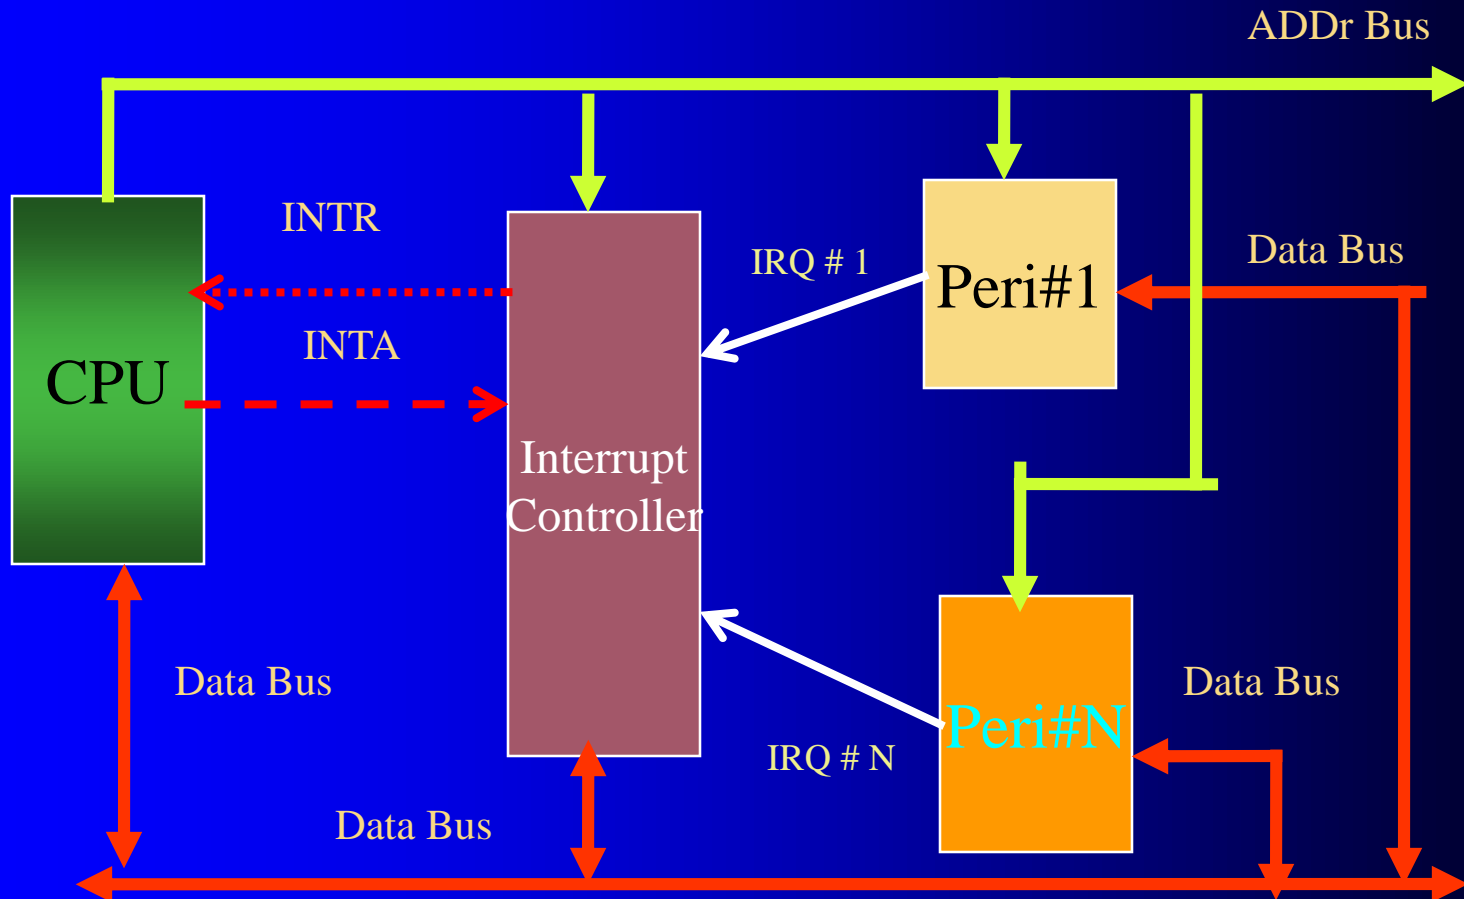 ADDr Bus
INTR
IRQ # 1
Peri#1
Data Bus
INTA
CPU
Interrupt
Controller
Data Bus
Peri#N
Data Bus
IRQ # N
Data Bus